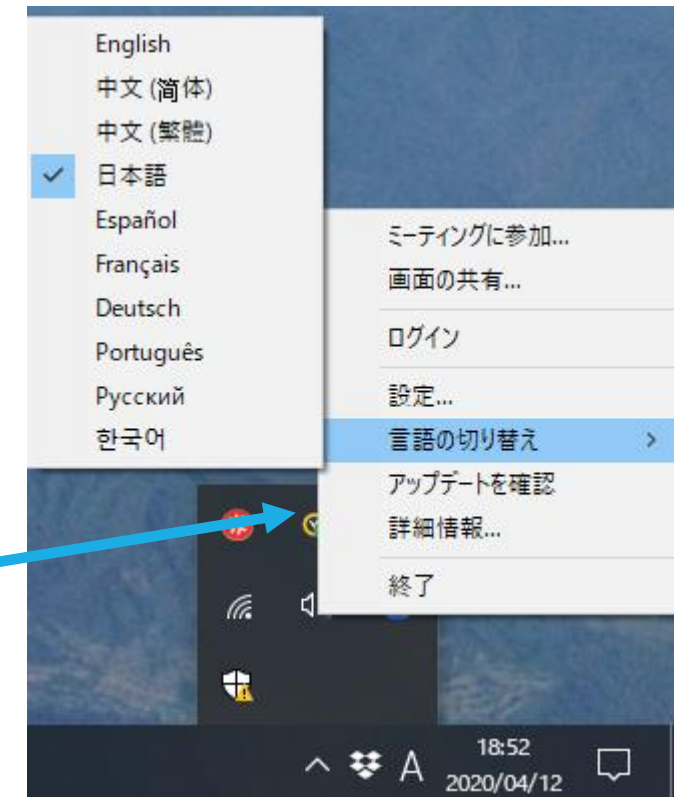 English
中文 (简体)
中文 (繁體)
日本語
Español
Français
Deutsch
Português
Русский
한국어
ミーティングに参加...
画面の共有...
ログイン
設定...
言語の切り替え
アップデートを確認
詳細情報...
終了
A
18:52
2020/04/12